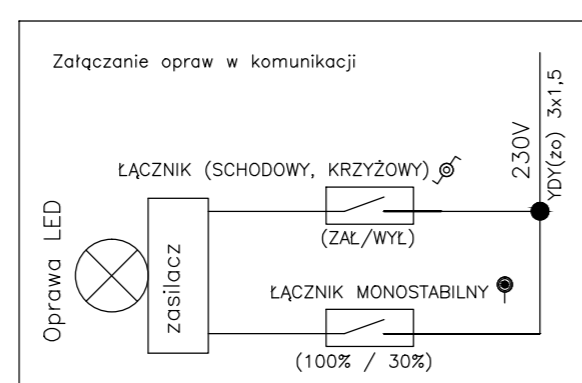 Załączanie opraw w komunikacji
ŁĄCZNIK (SCHODOWY, KRZYŻOWY)
(ZAŁ/WYŁ)
230V
YDY(żo) 3x1,5
Oprawa LED
zasilacz
ŁĄCZNIK MONOSTABILNY
(100% / 30%)